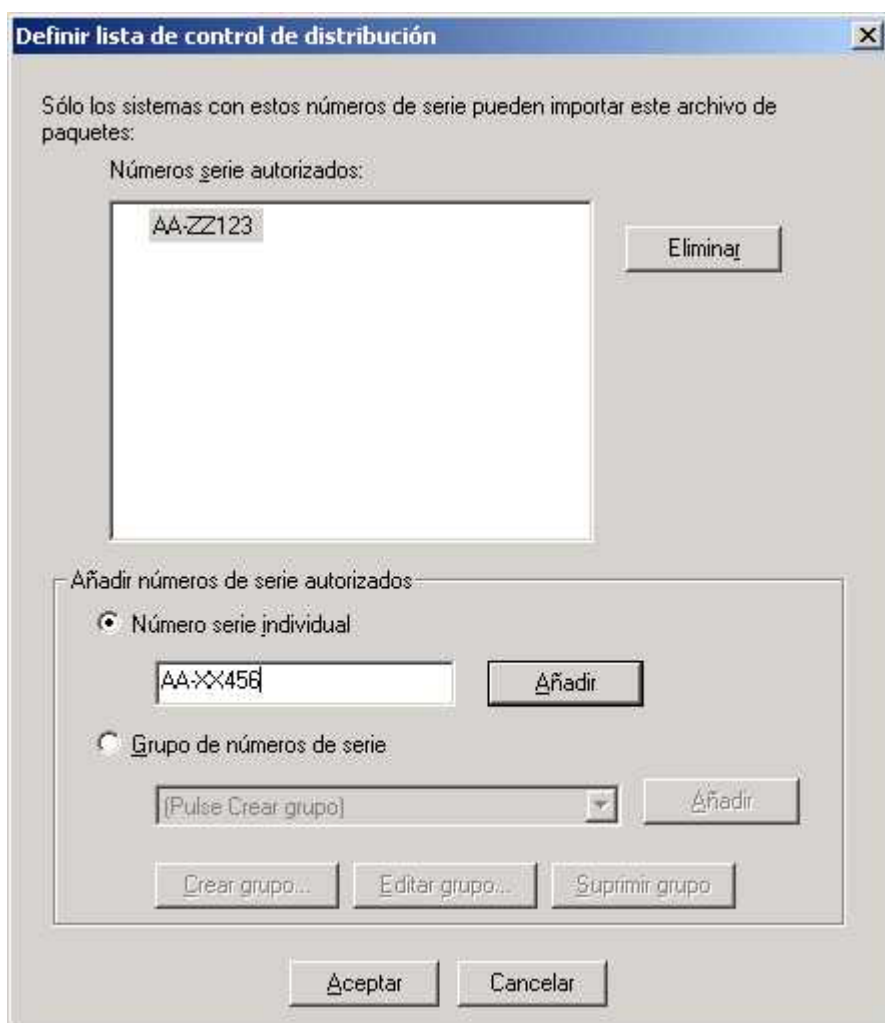 Definir lista de control de distribución
Sólo los sistemas con estos números de serie pueden importar este archivo de
paquetes:
Números serie autorizados:
AA-ZZ123
Eliminar
Añadir números de serie autorizados
Número serie individual
AA-XX456
Añadir
Grupo de números de serie
(Pulse Crear grupo)
Añadir
Crear grupo...
Editar grupo...
Suprimir grupo
Aceptar
Cancelar